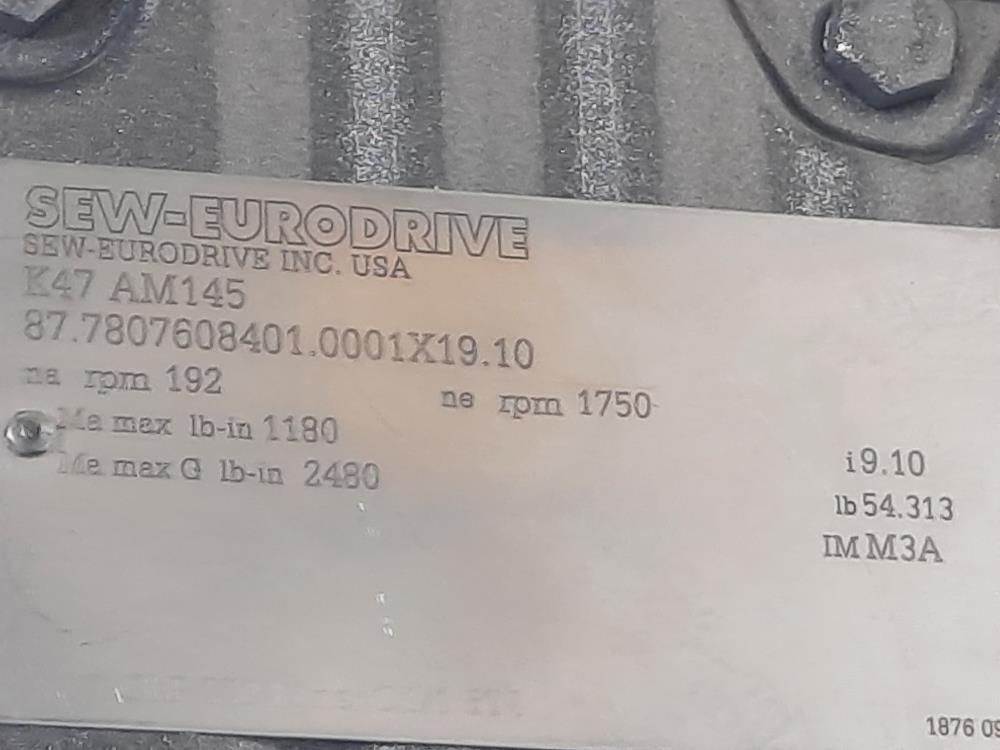 SEW-EURODRIVE
SEW-EURODRIVE INC. USA
K47 AM145
87.7807608401.0001X19.10
na rpm 192 ne rpm 1750
Ma max lb-in 1180
i 9.10
Me max G lb-in 2480
lb 54.313
IM M3A
1876 09